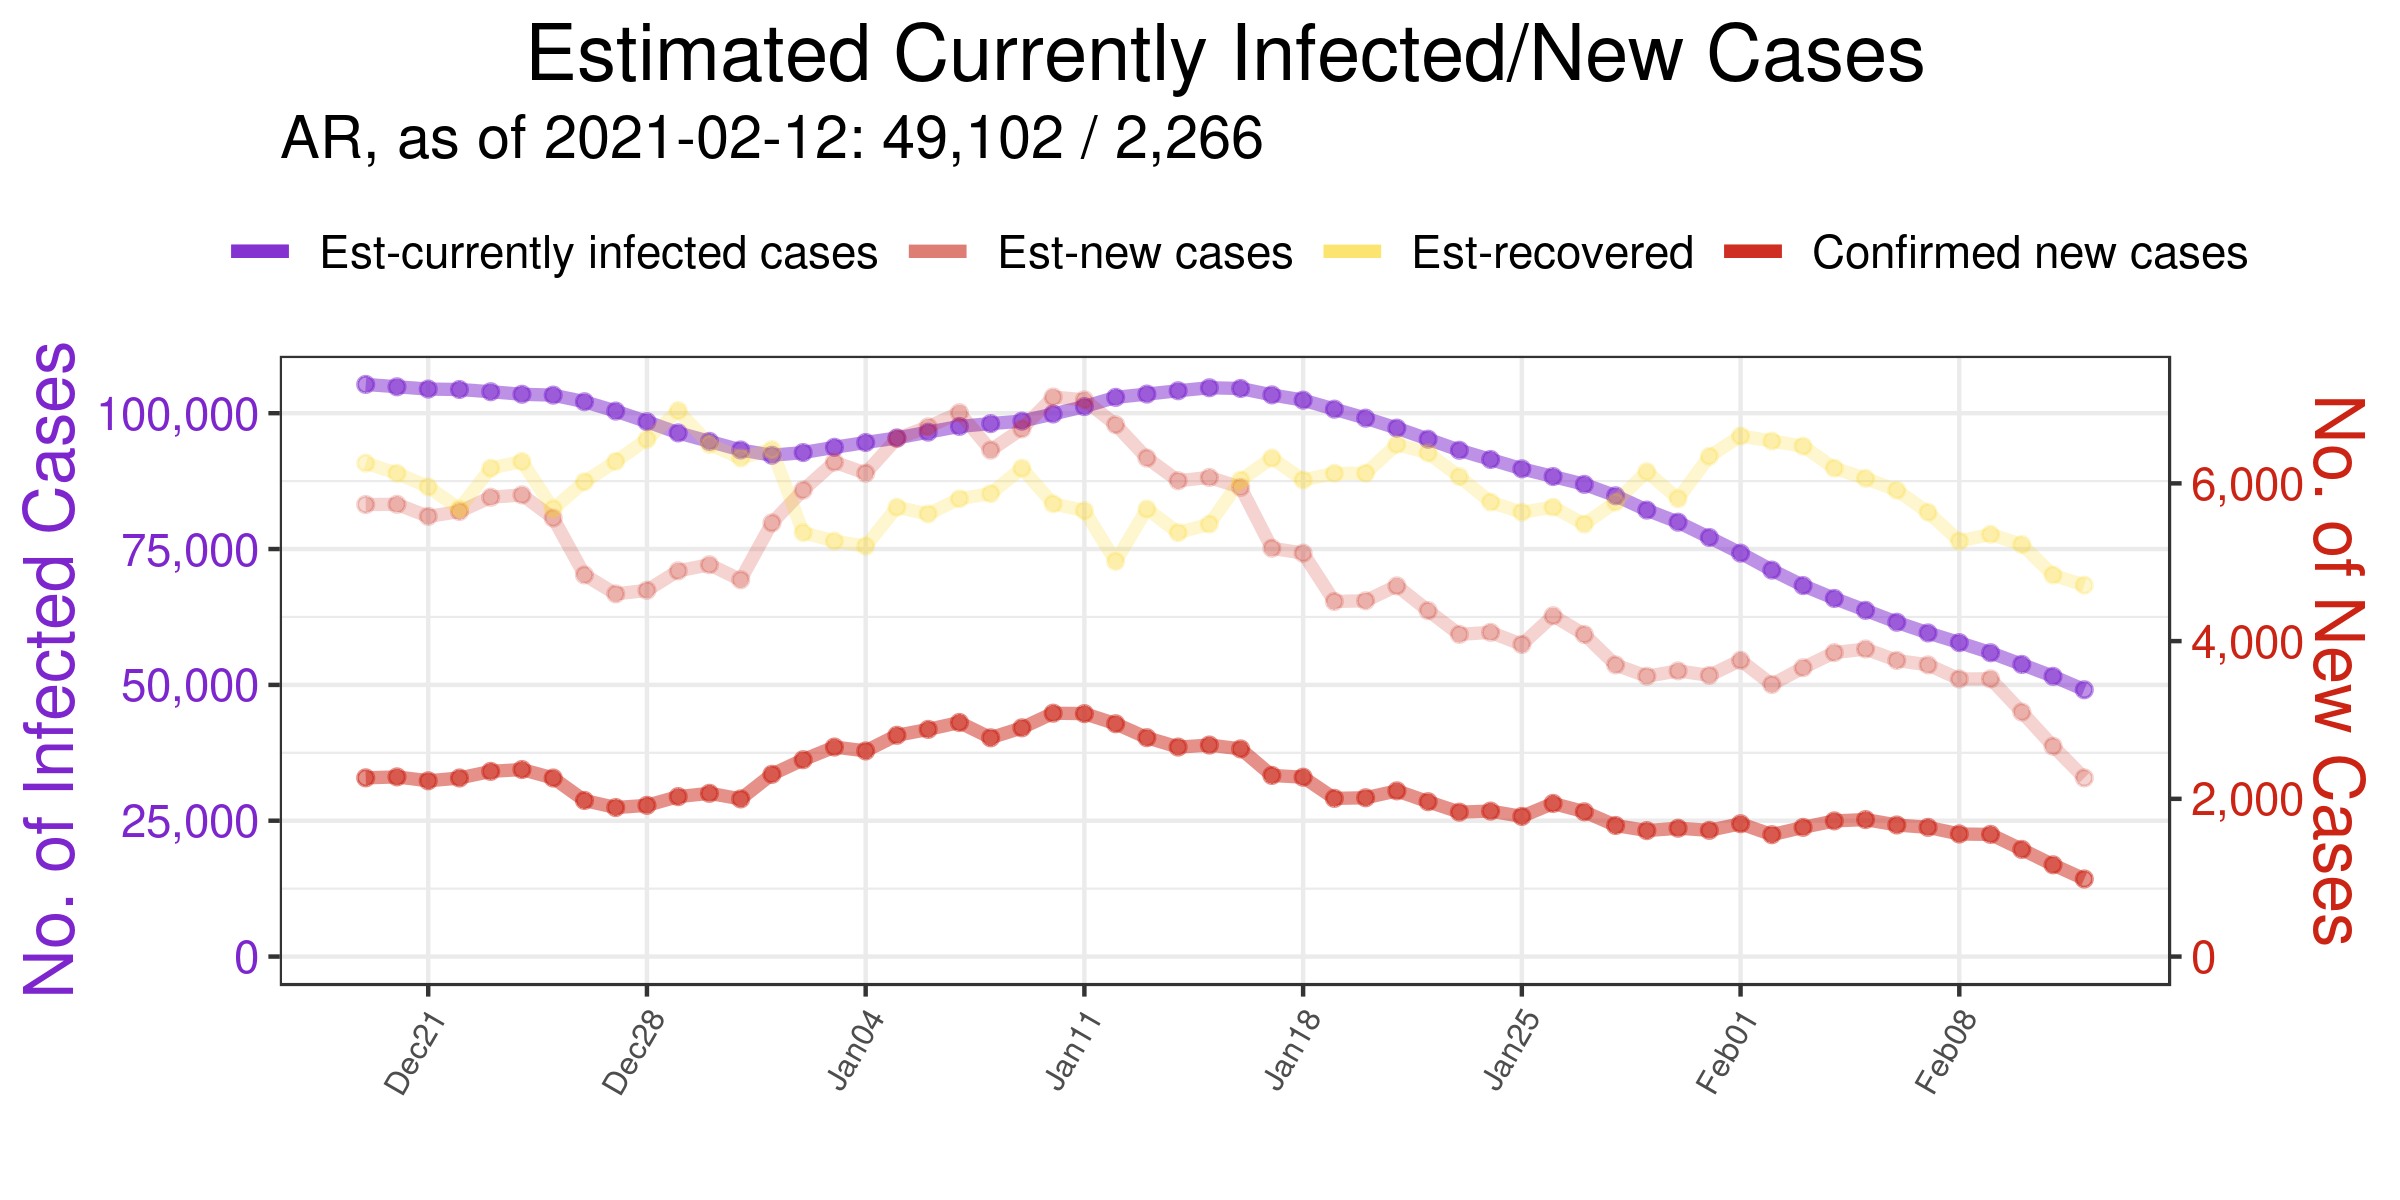 Estimated Currently Infected/New Cases
AR, as of 2021-02-12: 49,102 / 2,266
Est-currently infected cases Est-new cases Est-recovered Confirmed new cases
No. of Infected Cases
100,000
75,000
50,000
25,000
0
6,000
4,000
2,000
0
No. of New Cases
Dec21 Dec28 Jan04 Jan11 Jan18 Jan25 Feb01 Feb08